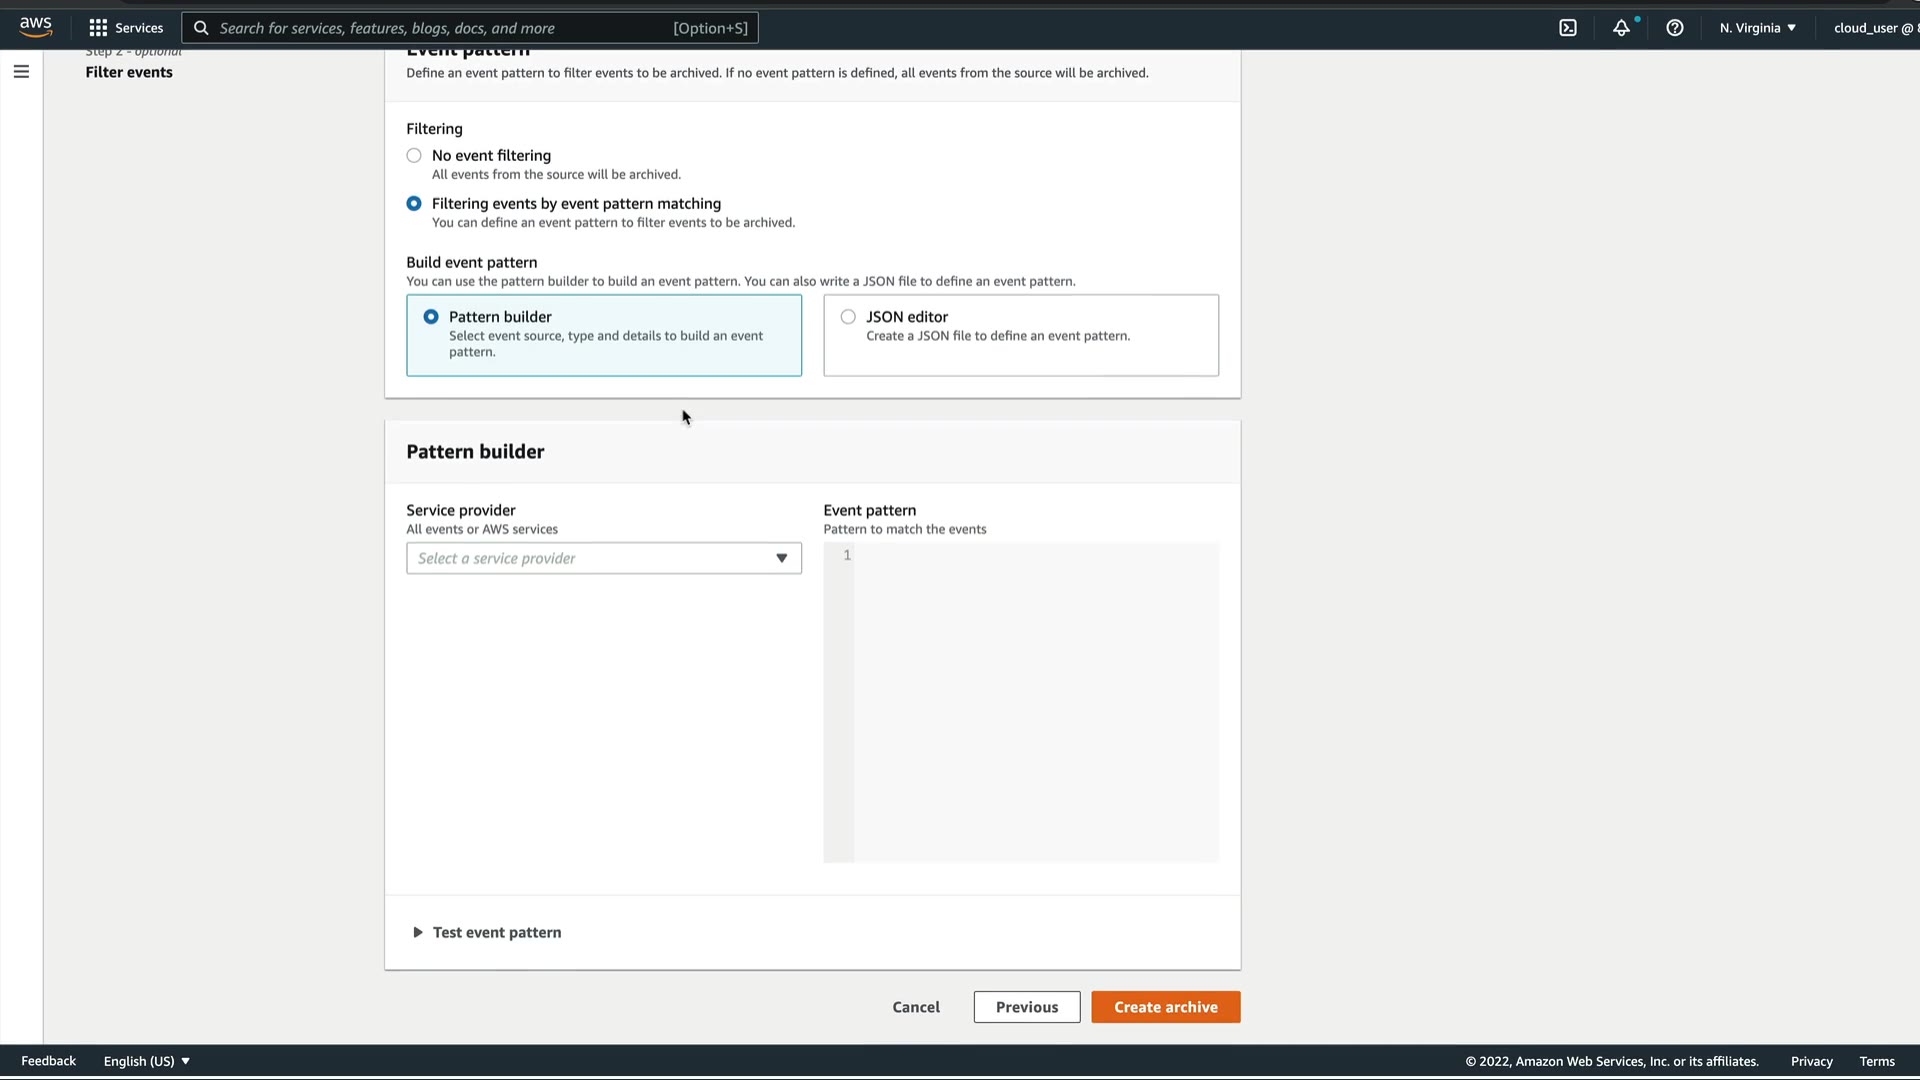 aws
Services
Search for services, features, blogs, docs, and more
[Option+S]
N. Virginia
cloud_user @
Step 2 - optional
Filter events
Event pattern
Define an event pattern to filter events to be archived. If no event pattern is defined, all events from the source will be archived.
Filtering
No event filtering
All events from the source will be archived.
Filtering events by event pattern matching
You can define an event pattern to filter events to be archived.
Build event pattern
You can use the pattern builder to build an event pattern. You can also write a JSON file to define an event pattern.
Pattern builder
Select event source, type and details to build an event
pattern.
JSON editor
Create a JSON file to define an event pattern.
Pattern builder
Service provider
All events or AWS services
Select a service provider
Event pattern
Pattern to match the events
1
Test event pattern
Cancel
Previous
Create archive
Feedback
English (US)
© 2022, Amazon Web Services, Inc. or its affiliates.
Privacy
Terms